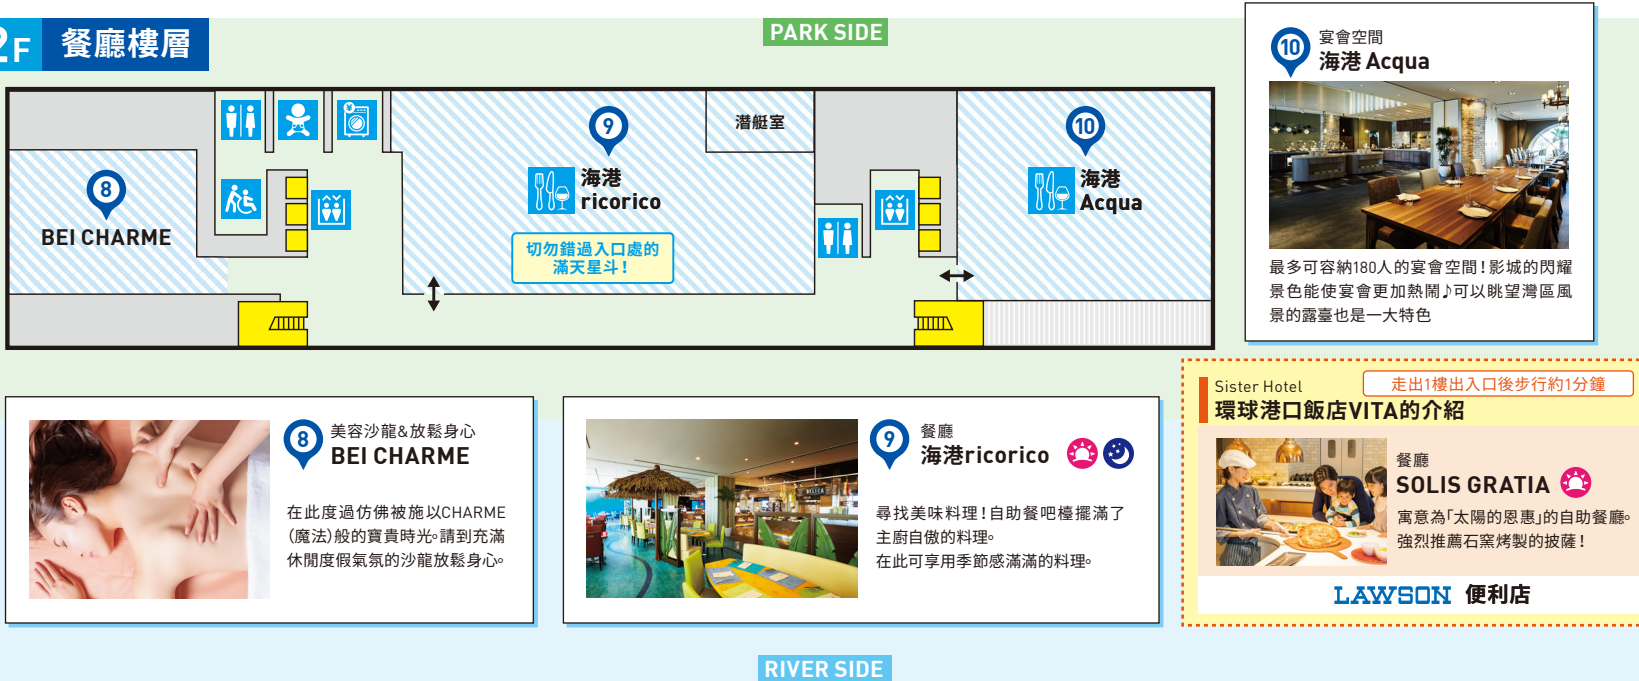 2F 餐廳樓層
PARK SIDE
8
BEI CHARME
9
海港
ricorico
切勿錯過入口處的
滿天星斗！
潛艇室
10
海港
Acqua
10
宴會空間
海港 Acqua
最多可容納180人的宴會空間！影城的閃耀
景色能使宴會更加熱鬧♪可以眺望灣區風
景的露臺也是一大特色
8
美容沙龍&放鬆身心
BEI CHARME
在此度過仿佛被施以CHARME
（魔法）般的寶貴時光。請到充滿
休閒度假氣氛的沙龍放鬆身心。
9
餐廳
海港ricorico
DELICA
尋找美味料理！自助餐吧檯擺滿了
主廚自傲的料理。
在此可享用季節感滿滿的料理。
Sister Hotel
走出1樓出入口後步行約1分鐘
環球港口飯店VITA的介紹
餐廳
SOLIS GRATIA
寓意為「太陽的恩惠」的自助餐廳。
強烈推薦石窯烤製的披薩！
LAWSON 便利店
RIVER SIDE